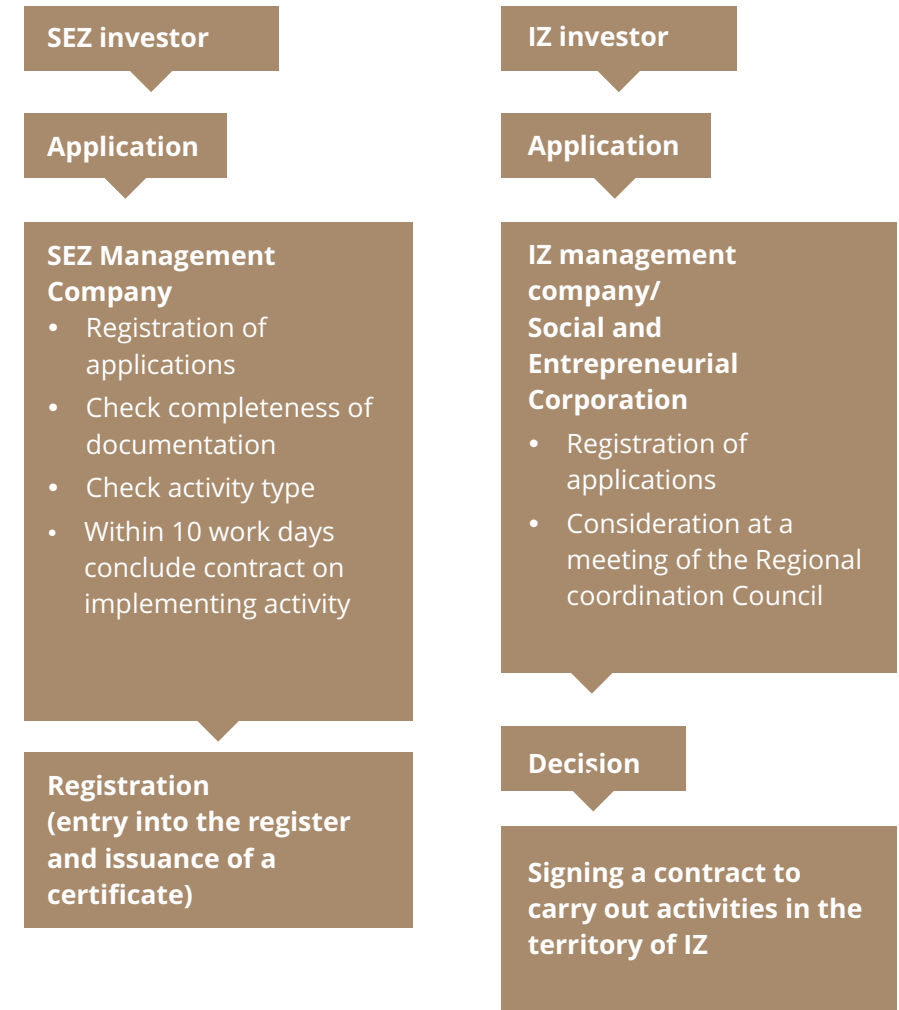 SEZ investor
Application
SEZ Management
Company
• Registration of
applications
• Check completeness of
documentation
• Check activity type
• Within 10 work days
conclude contract on
implementing activity
Registration
(entry into the register
and issuance of a
certificate)
IZ investor
Application
IZ management
company/
Social and
Entrepreneurial
Corporation
• Registration of
applications
• Consideration at a
meeting of the Regional
coordination Council
Decision
Signing a contract to
carry out activities in the
territory of IZ